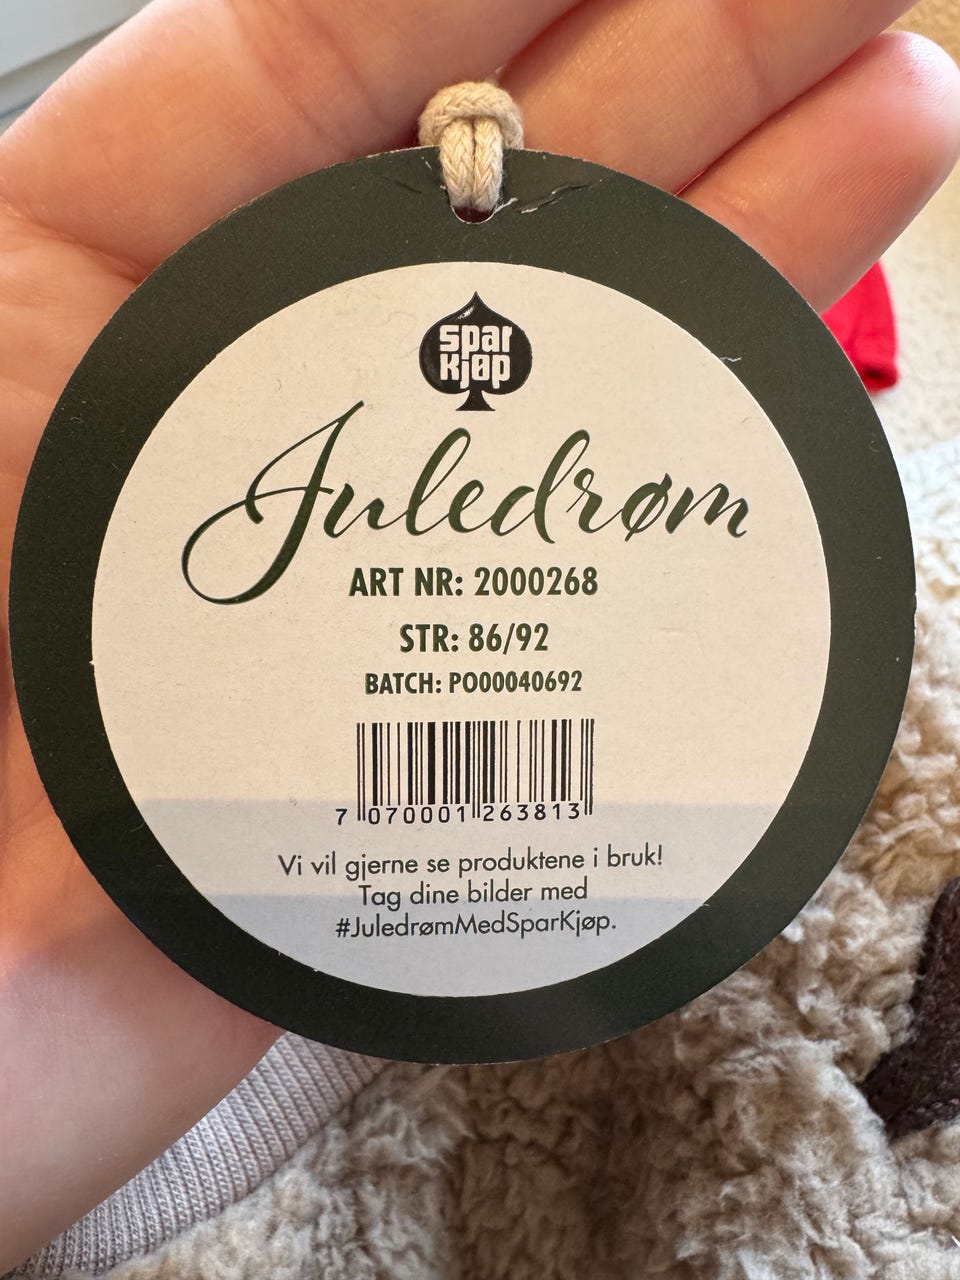 spar
kjøp
Juledrøm
ART NR: 2000268
STR: 86/92
BATCH: PO00040692
7 070001 263813
Vi vil gjerne se produktene i bruk!
Tag dine bilder med
#JuledrømMedSparKjøp.